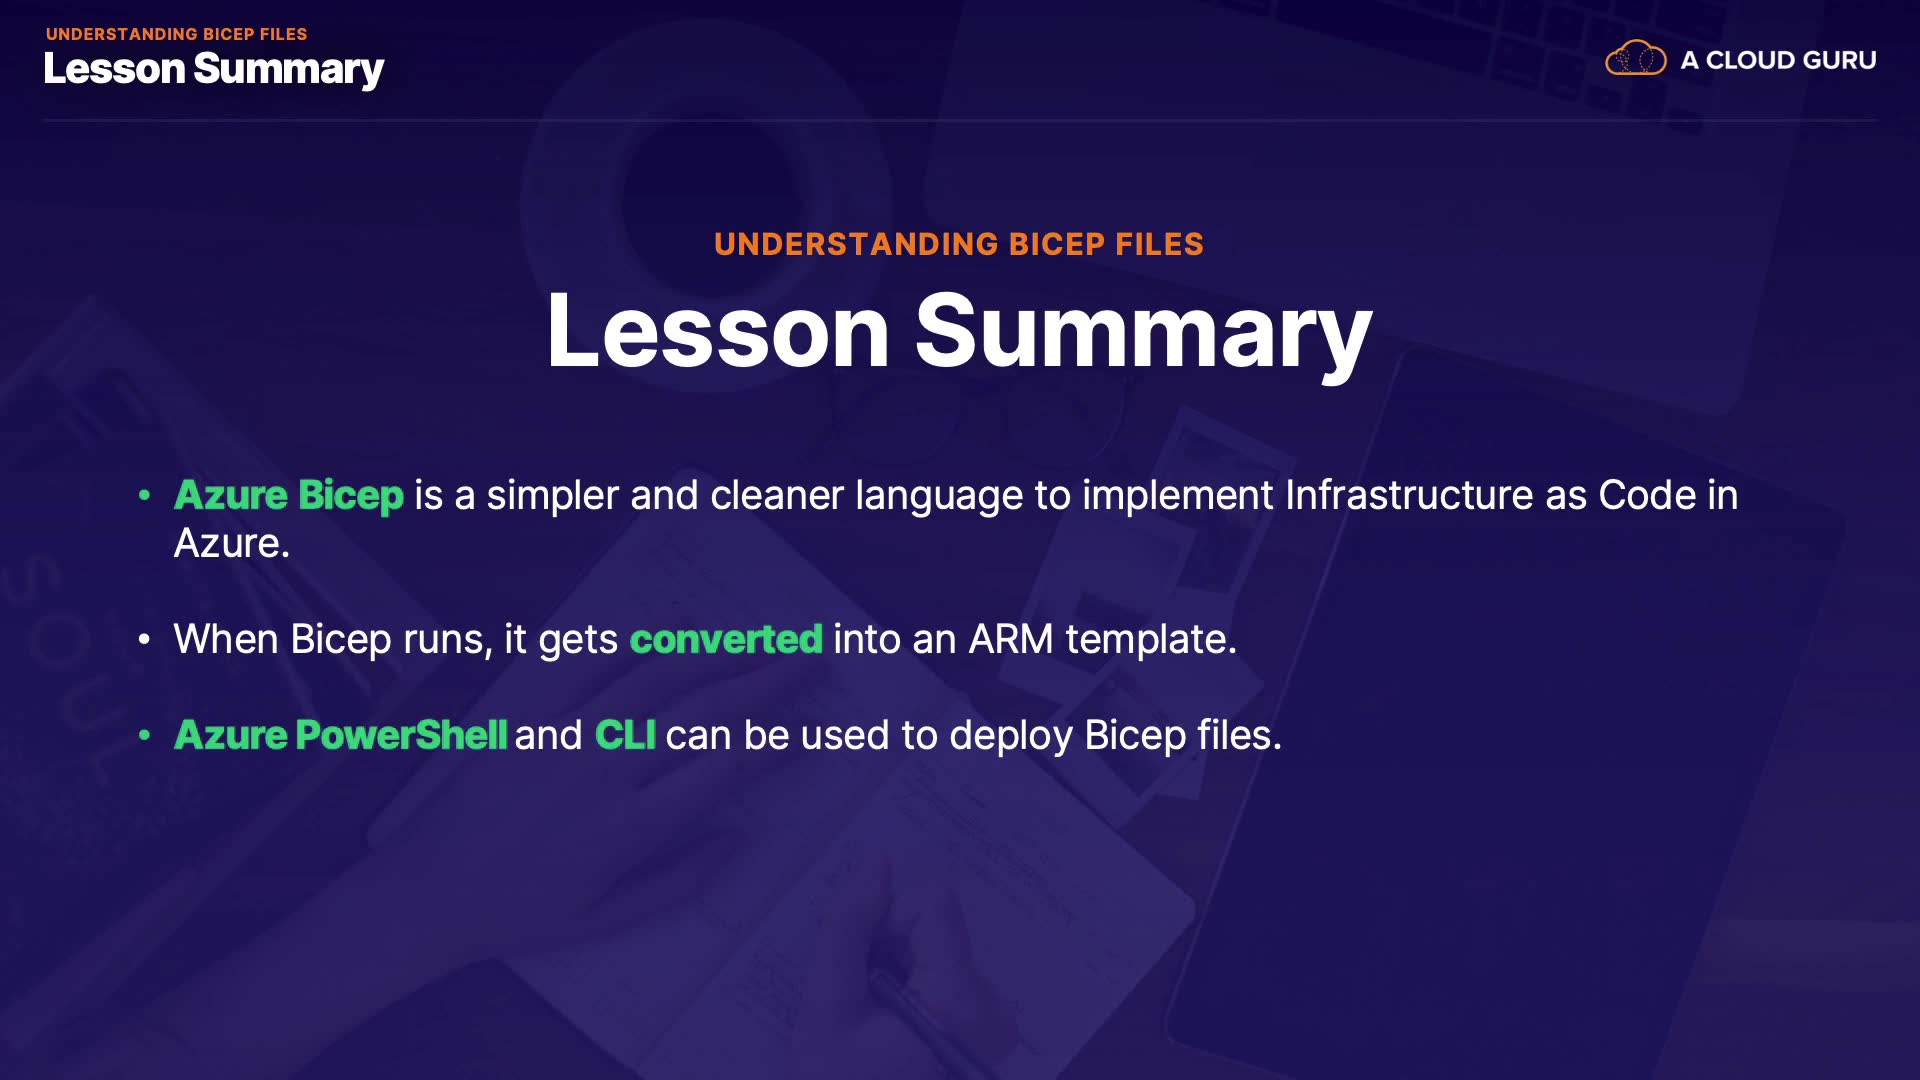 UNDERSTANDING BICEP FILES
Lesson Summary
A CLOUD GURU
UNDERSTANDING BICEP FILES
Lesson Summary
• Azure Bicep is a simpler and cleaner language to implement Infrastructure as Code in
Azure.
• When Bicep runs, it gets converted into an ARM template.
• Azure PowerShell and CLI can be used to deploy Bicep files.
SOUL